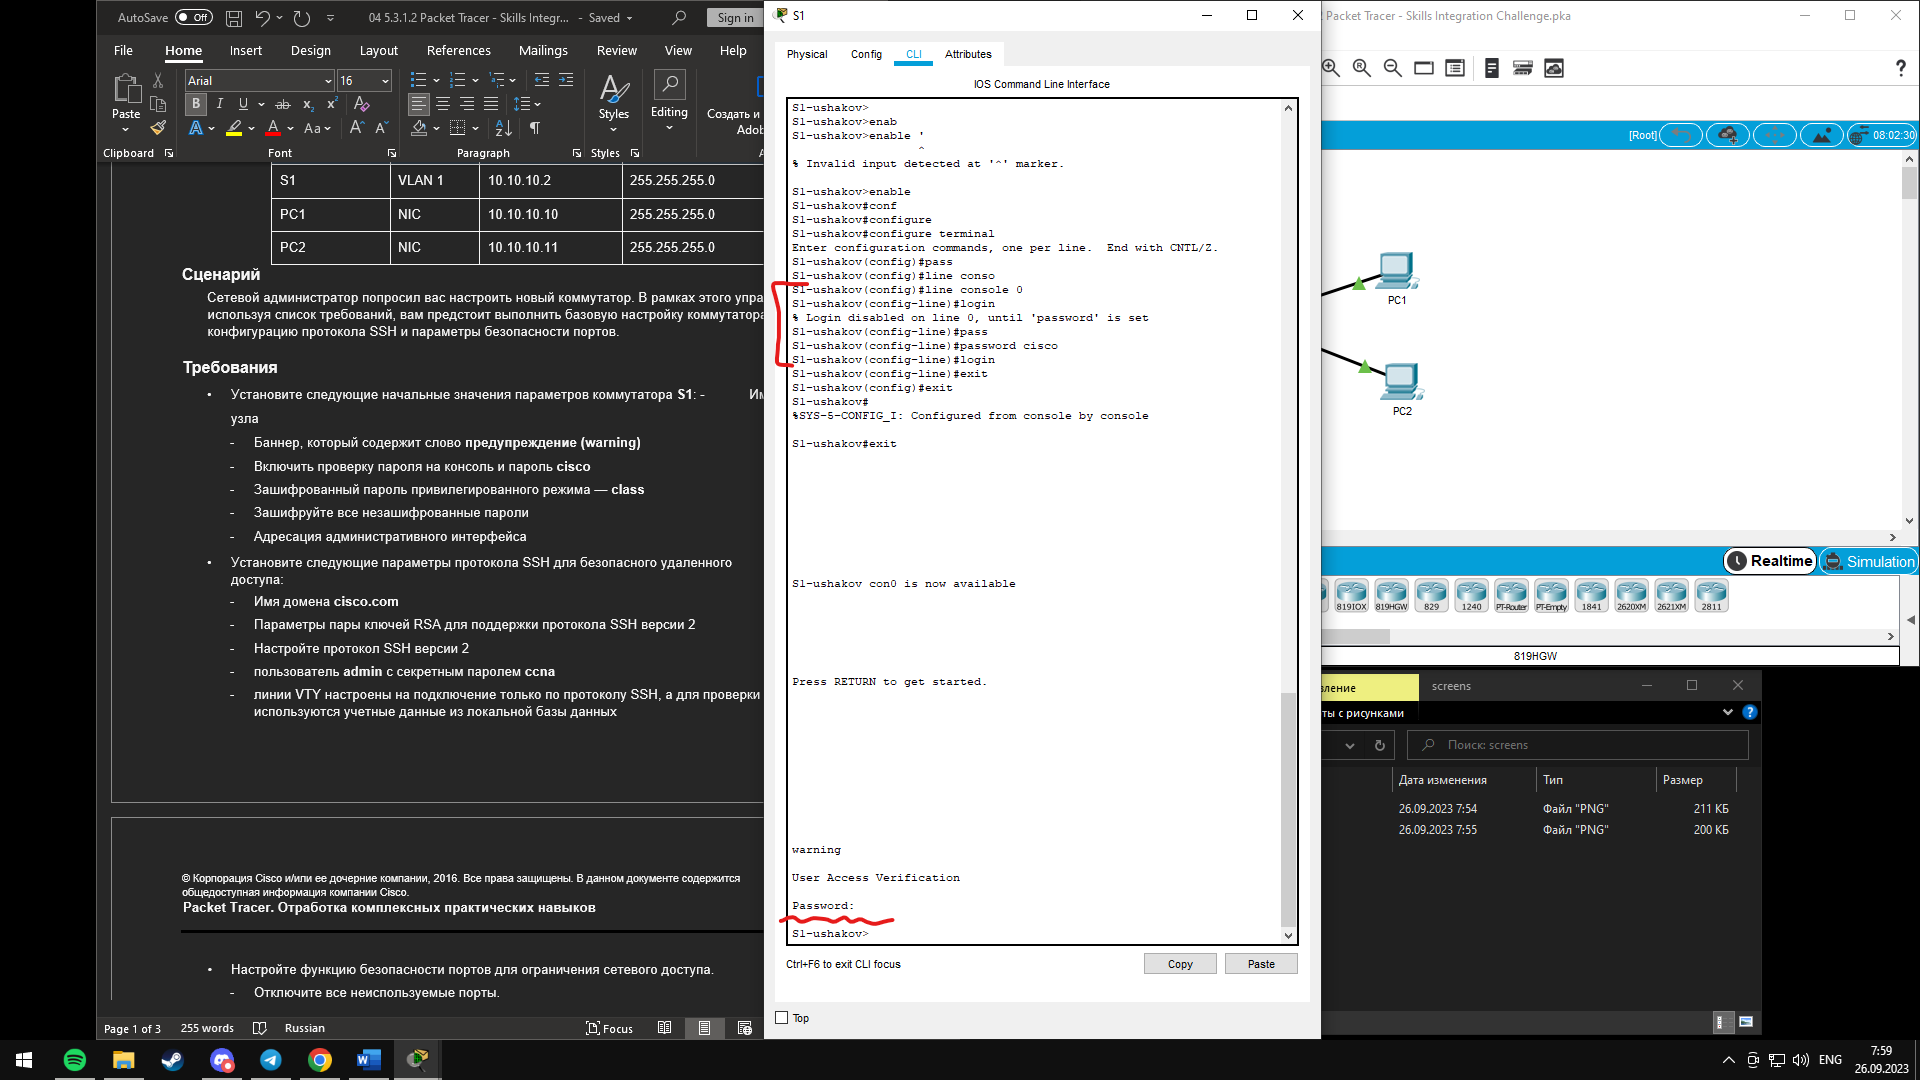 AutoSave Off 04 5.3.1.2 Packet Tracer - Skills Integr... - Saved Sign in
File Home Insert Design Layout References Mailings Review View Help
Arial 16
Paste
Clipboard
Font
Paragraph
Styles
Styles
Editing
Создать и
Adob
S1 VLAN 1 10.10.10.2 255.255.255.0
PC1 NIC 10.10.10.10 255.255.255.0
PC2 NIC 10.10.10.11 255.255.255.0
Сценарий
Сетевой администратор попросил вас настроить новый коммутатор. В рамках этого упра
используя список требований, вам предстоит выполнить базовую настройку коммутатора
конфигурацию протокола SSH и параметры безопасности портов.
Требования
• Установите следующие начальные значения параметров коммутатора S1: - Им
узла
- Баннер, который содержит слово предупреждение (warning)
- Включить проверку пароля на консоль и пароль cisco
- Зашифрованный пароль привилегированного режима — class
- Зашифруйте все незашифрованные пароли
- Адресация административного интерфейса
• Установите следующие параметры протокола SSH для безопасного удаленного
доступа:
- Имя домена cisco.com
- Параметры пары ключей RSA для поддержки протокола SSH версии 2
- Настройте протокол SSH версии 2
- пользователь admin с секретным паролем ccna
- линии VTY настроены на подключение только по протоколу SSH, а для проверки
используются учетные данные из локальной базы данных
© Корпорация Cisco и/или ее дочерние компании, 2016. Все права защищены. В данном документе содержится
общедоступная информация компании Cisco.
Packet Tracer. Отработка комплексных практических навыков
• Настройте функцию безопасности портов для ограничения сетевого доступа.
- Отключите все неиспользуемые порты.
Page 1 of 3 255 words Russian Focus
S1
Physical Config CLI Attributes
IOS Command Line Interface
S1-ushakov>
S1-ushakov>enab
S1-ushakov>enable '
^
% Invalid input detected at '^' marker.
S1-ushakov>enable
S1-ushakov#conf
S1-ushakov#configure
S1-ushakov#configure terminal
Enter configuration commands, one per line. End with CNTL/Z.
S1-ushakov(config)#pass
S1-ushakov(config)#line conso
S1-ushakov(config)#line console 0
S1-ushakov(config-line)#login
% Login disabled on line 0, until 'password' is set
S1-ushakov(config-line)#pass
S1-ushakov(config-line)#password cisco
S1-ushakov(config-line)#login
S1-ushakov(config-line)#exit
S1-ushakov(config)#exit
S1-ushakov#
%SYS-5-CONFIG_I: Configured from console by console
S1-ushakov#exit
S1-ushakov con0 is now available
Press RETURN to get started.
warning
User Access Verification
Password:
S1-ushakov>
Ctrl+F6 to exit CLI focus
Copy Paste
Top
Packet Tracer - Skills Integration Challenge.pka
[Root] 08:02:30
PC1
PC2
Realtime Simulation
819IOX 819HGW 829 1240 PT-Router PT-Empty 1841 2620XM 2621XM 2811
819HGW
вление screens
ты с рисунками
Поиск: screens
Дата изменения Тип Размер
26.09.2023 7:54 Файл "PNG" 211 КБ
26.09.2023 7:55 Файл "PNG" 200 КБ
ENG
7:59
26.09.2023